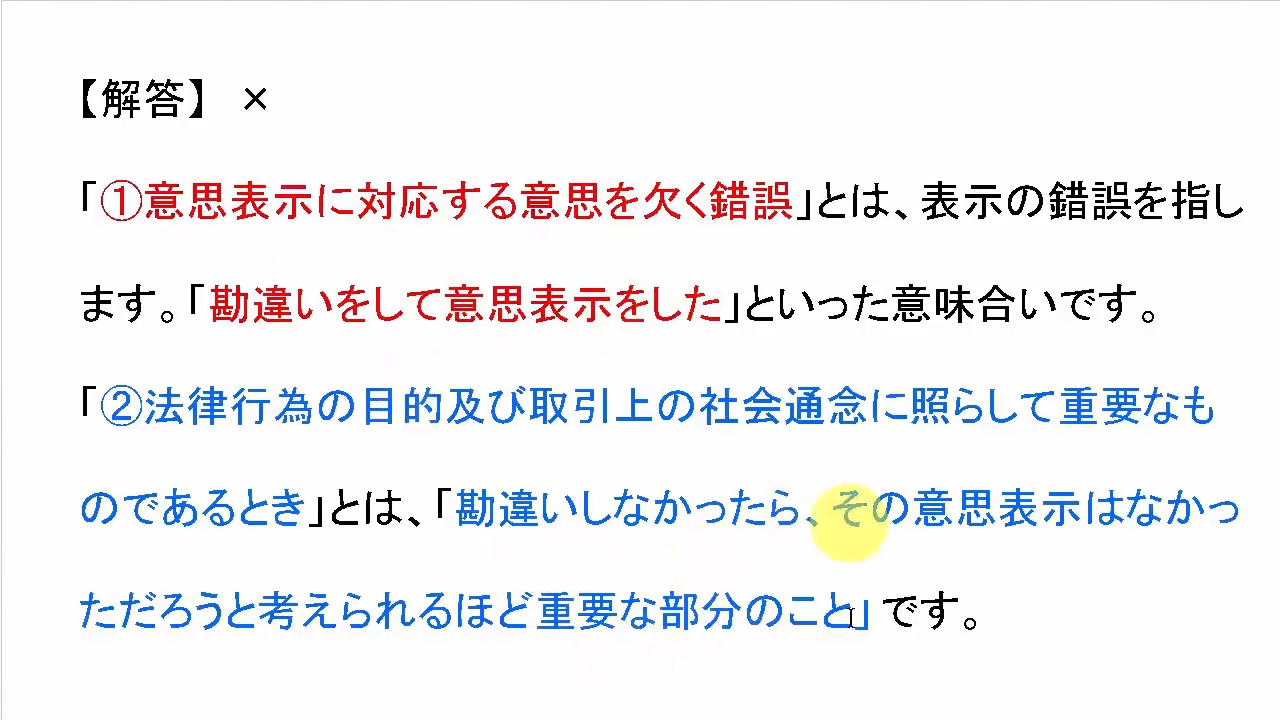 【解答】 ×
「①意思表示に対応する意思を欠く錯誤」とは、表示の錯誤を指し
ます。「勘違いをして意思表示をした」といった意味合いです。
「②法律行為の目的及び取引上の社会通念に照らして重要なも
のであるとき」とは、「勘違いしなかったら、その意思表示はなかっ
ただろうと考えられるほど重要な部分のこと」です。